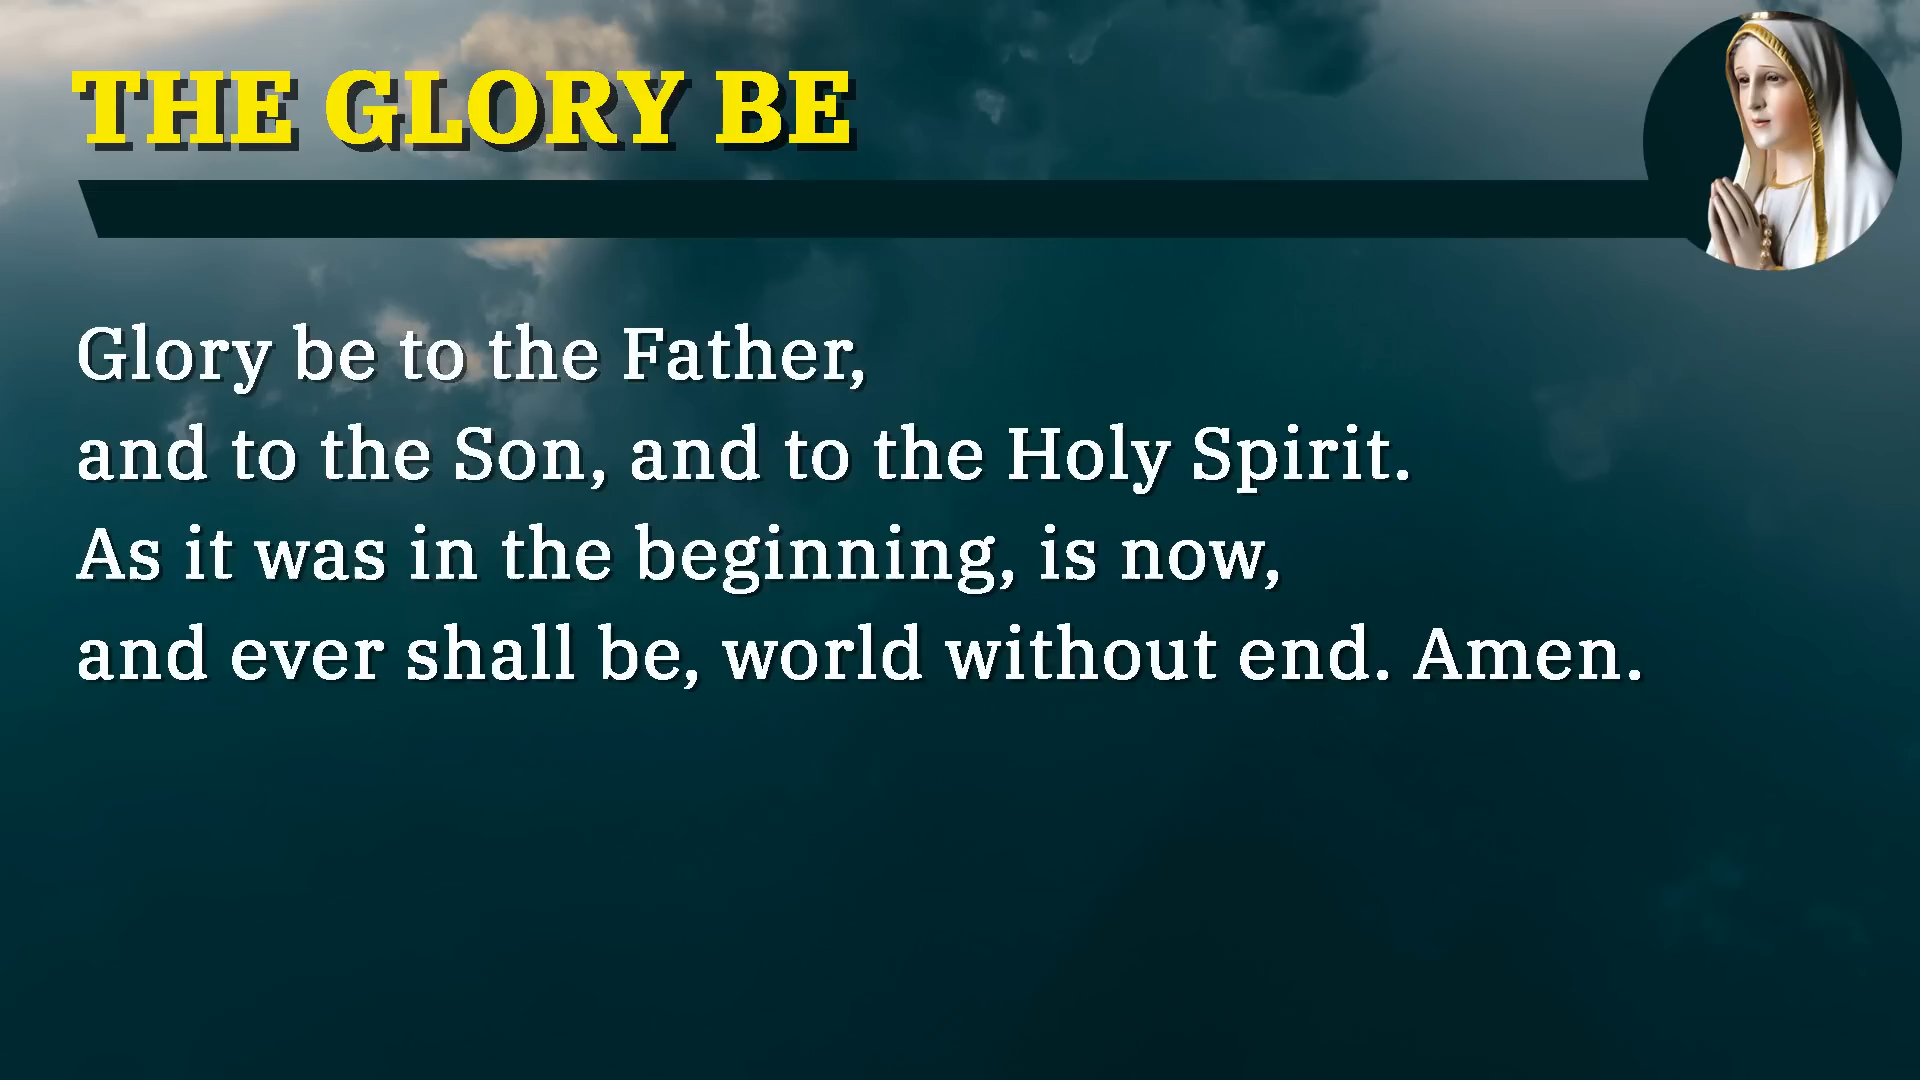 THE GLORY BE
Glory be to the Father,
and to the Son, and to the Holy Spirit.
As it was in the beginning, is now,
and ever shall be, world without end. Amen.